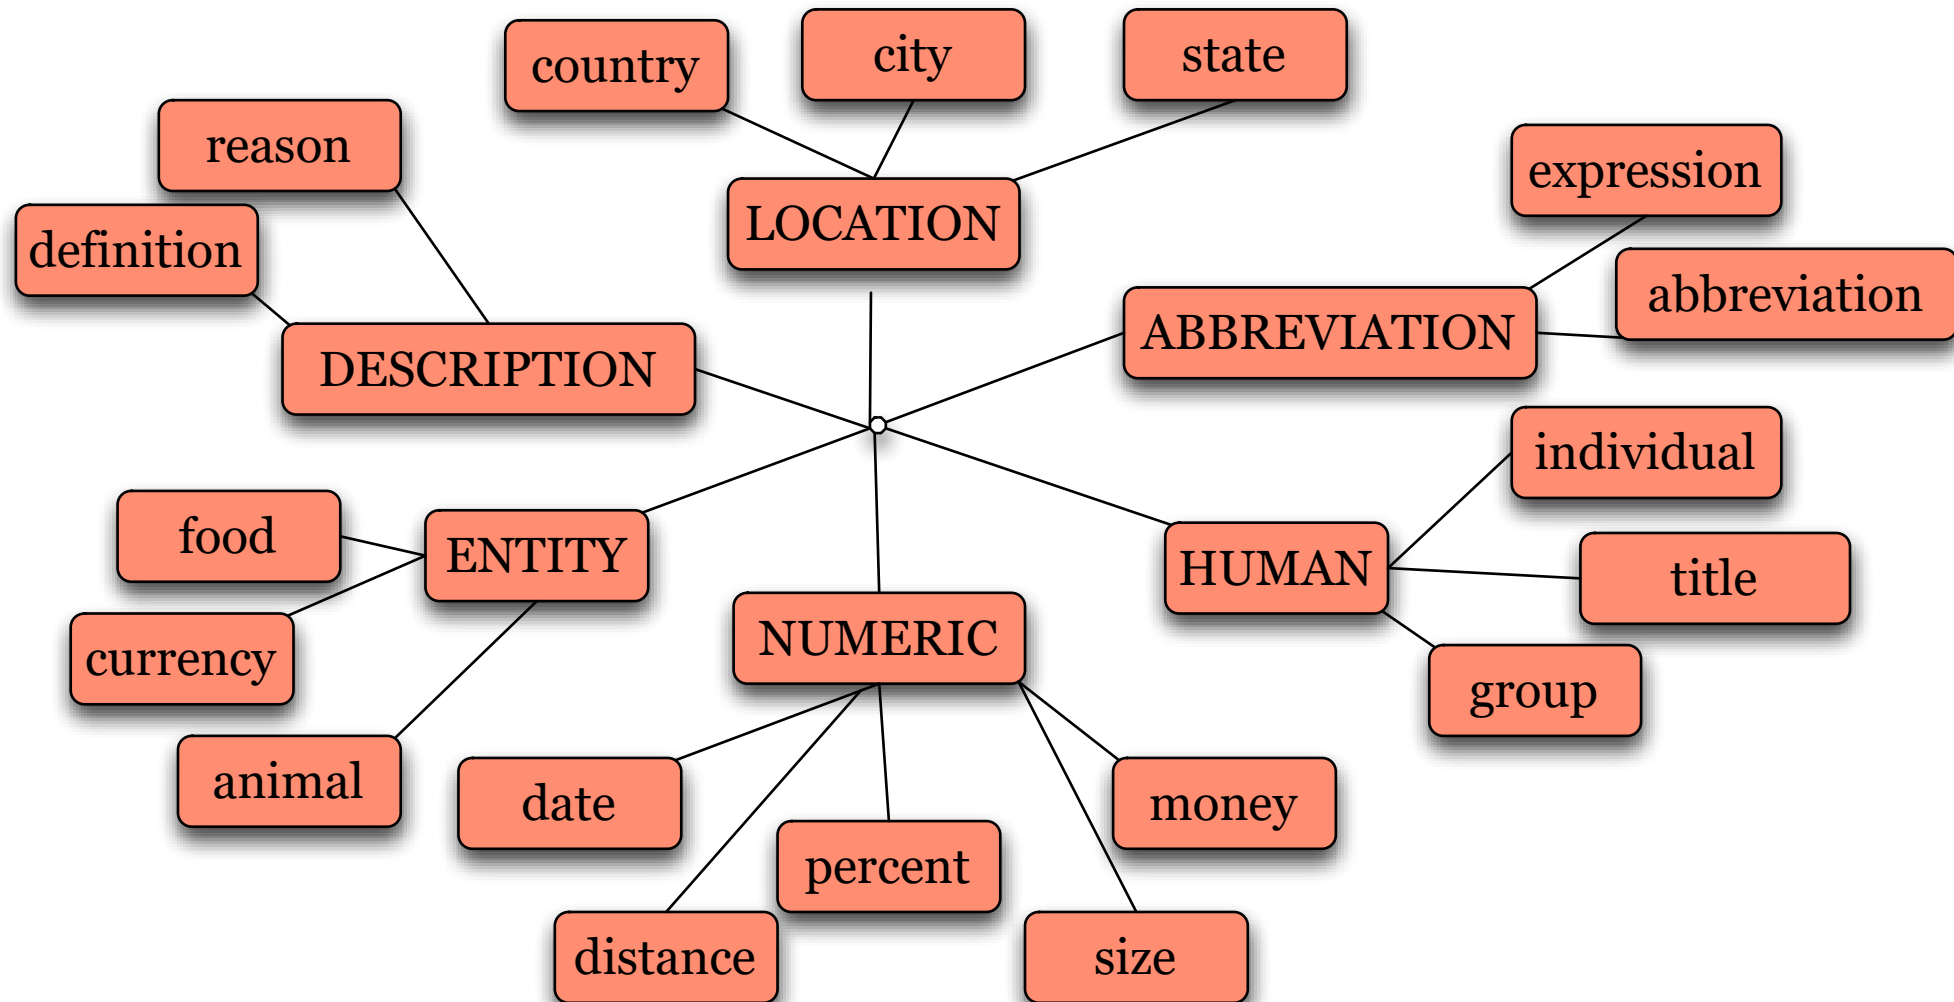 country
city
state
reason
expression
definition
LOCATION
abbreviation
ABBREVIATION
DESCRIPTION
individual
food
ENTITY
HUMAN
title
NUMERIC
currency
group
animal
date
money
percent
distance
size